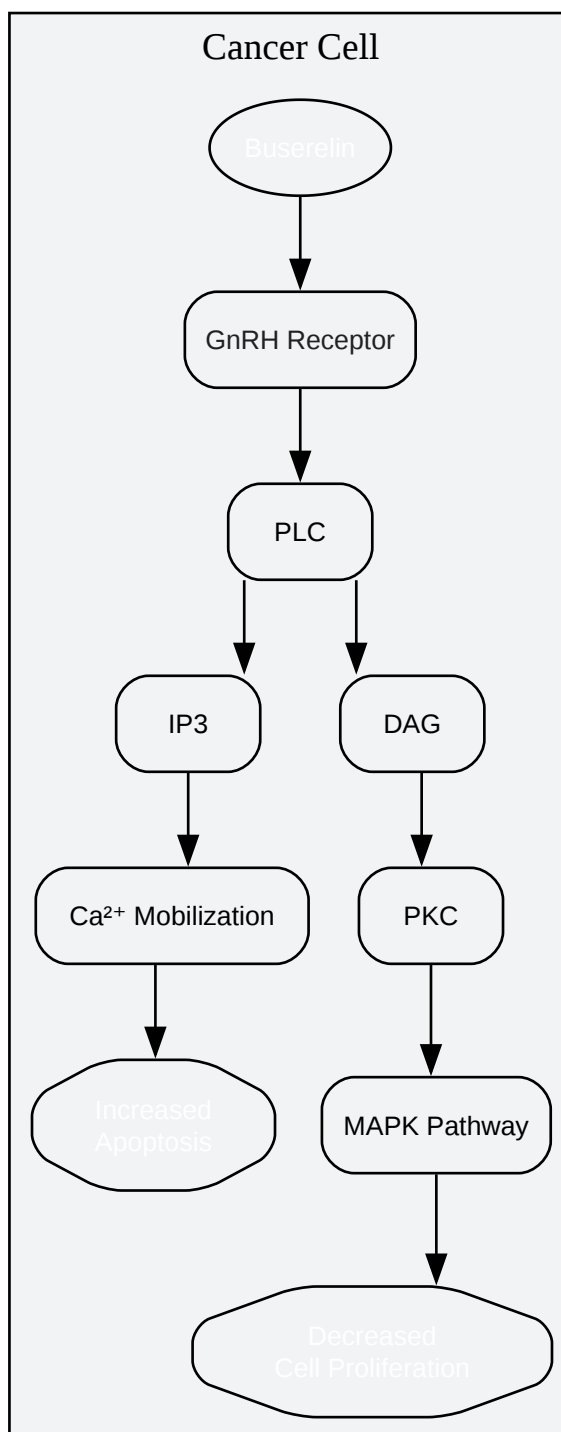 Cancer Cell
Buserelin
GnRH Receptor
PLC
IP3
DAG
Ca²⁺ Mobilization
PKC
Increased
Apoptosis
MAPK Pathway
Decreased
Cell Proliferation